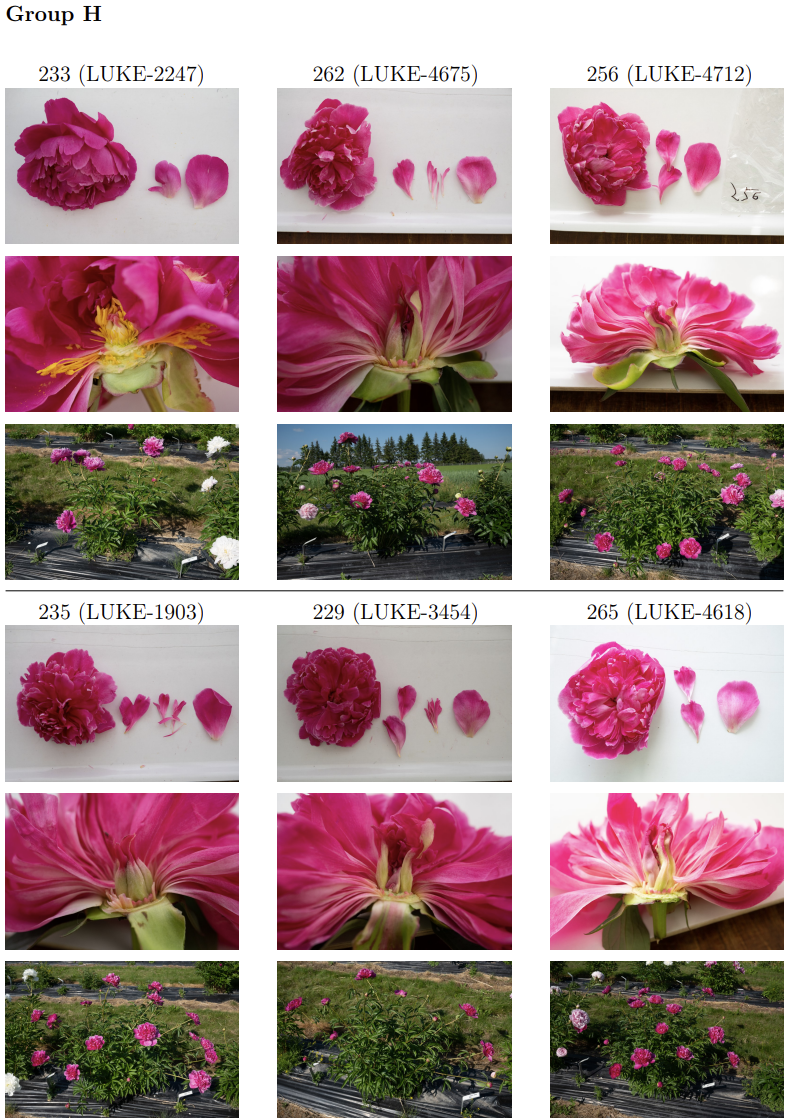 Group H
233 (LUKE-2247)
262 (LUKE-4675)
256 (LUKE-4712)
256
235 (LUKE-1903)
229 (LUKE-3454)
265 (LUKE-4618)